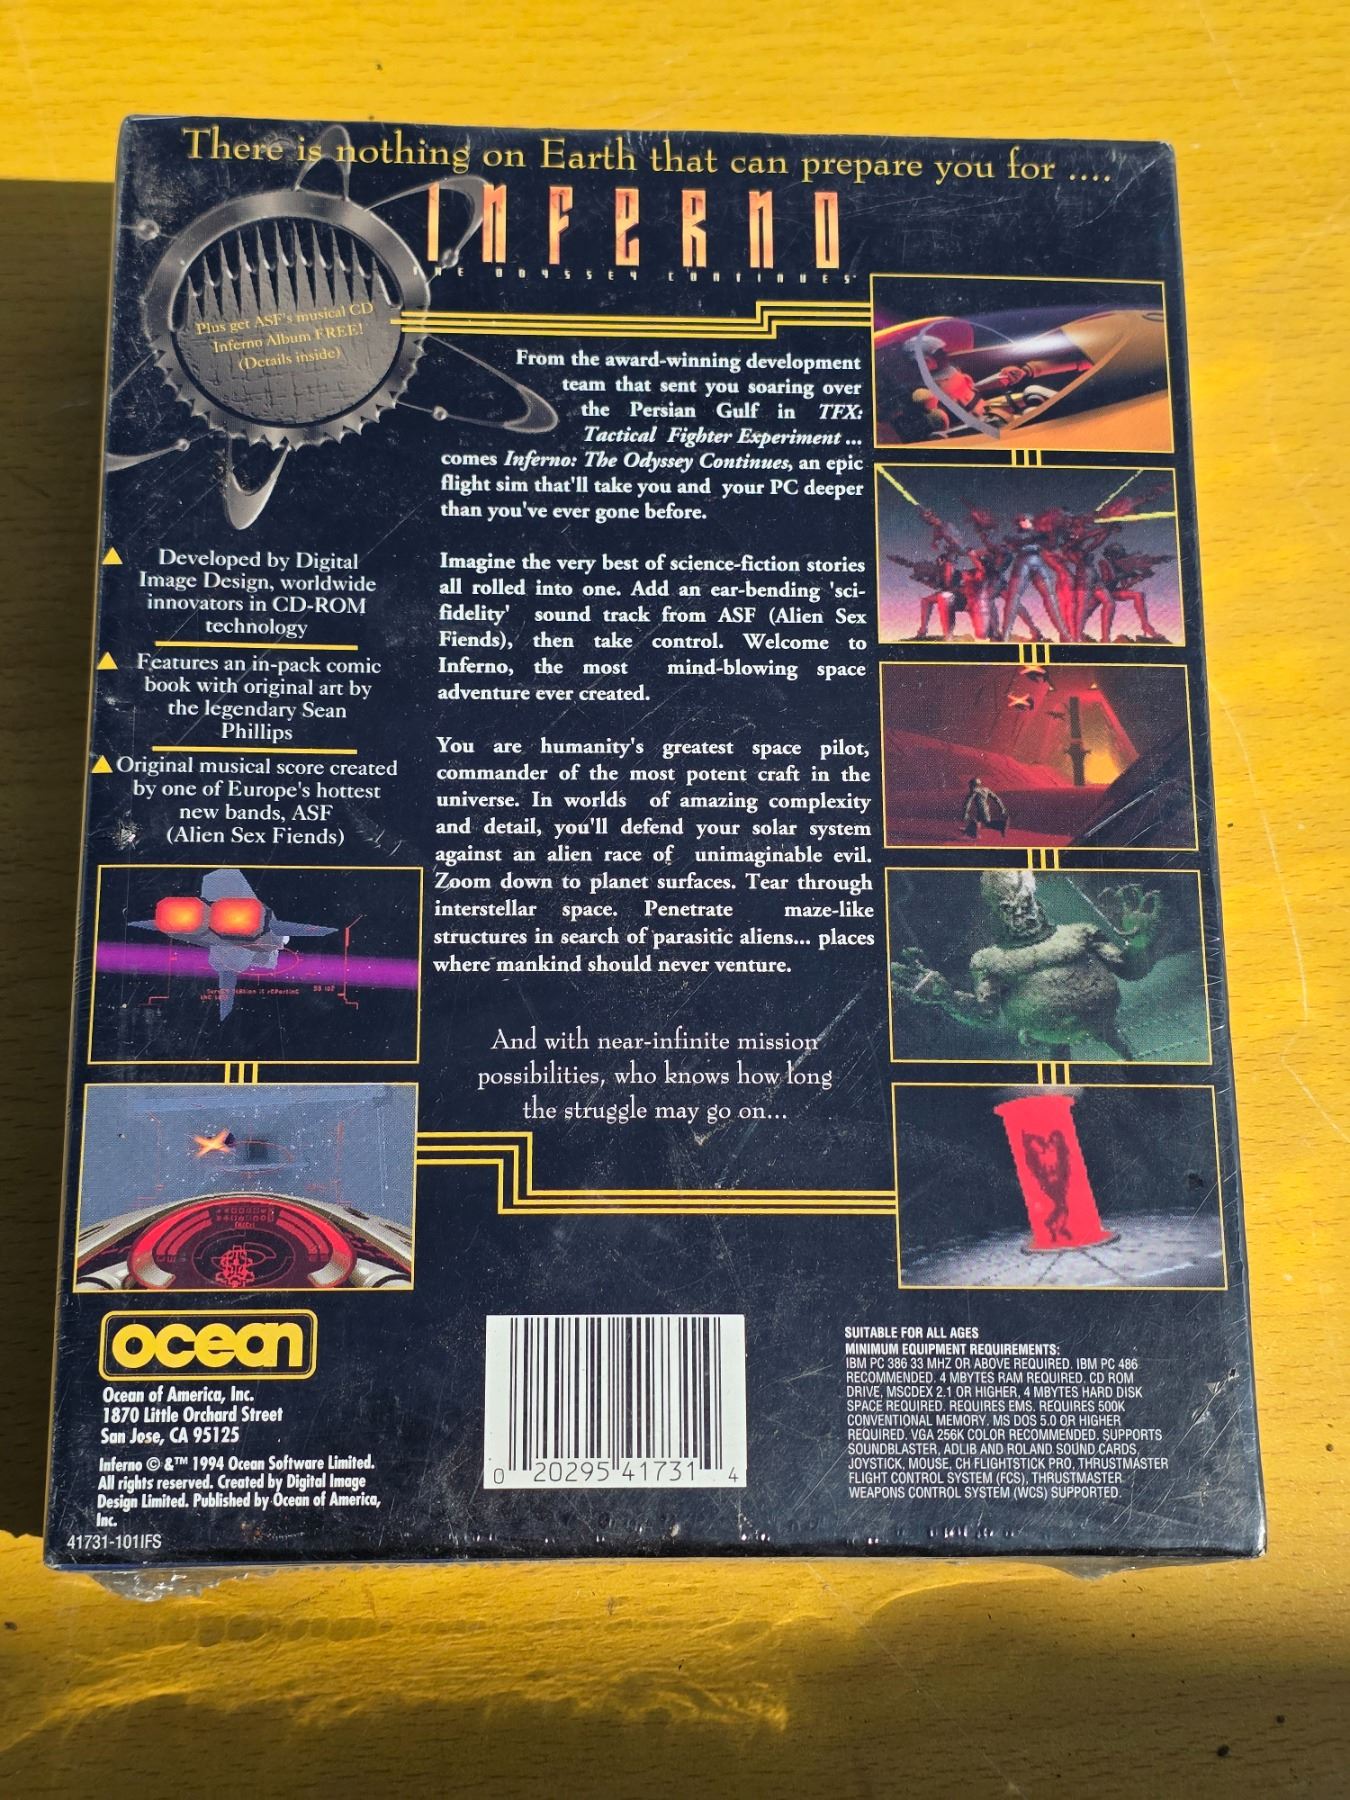 There is nothing on Earth that can prepare you for ....
INFERNO
THE ODYSSEY CONTINUES
Plus get ASF's musical CD
Inferno Album FREE!
(Details inside)
From the award-winning development
team that sent you soaring over
the Persian Gulf in TFX:
Tactical Fighter Experiment ...
comes Inferno: The Odyssey Continues, an epic
flight sim that'll take you and your PC deeper
than you've ever gone before.
Imagine the very best of science-fiction stories
all rolled into one. Add an ear-bending 'sci-
fidelity' sound track from ASF (Alien Sex
Fiends), then take control. Welcome to
Inferno, the most mind-blowing space
adventure ever created.
You are humanity's greatest space pilot,
commander of the most potent craft in the
universe. In worlds of amazing complexity
and detail, you'll defend your solar system
against an alien race of unimaginable evil.
Zoom down to planet surfaces. Tear through
interstellar space. Penetrate maze-like
structures in search of parasitic aliens... places
where mankind should never venture.
And with near-infinite mission
possibilities, who knows how long
the struggle may go on...
Developed by Digital
Image Design, worldwide
innovators in CD-ROM
technology
Features an in-pack comic
book with original art by
the legendary Sean
Phillips
Original musical score created
by one of Europe's hottest
new bands, ASF
(Alien Sex Fiends)
ocean
Ocean of America, Inc.
1870 Little Orchard Street
San Jose, CA 95125
Inferno © &™ 1994 Ocean Software Limited.
All rights reserved. Created by Digital Image
Design Limited. Published by Ocean of America,
Inc.
41731-101IFS
0 20295 41731 4
SUITABLE FOR ALL AGES
MINIMUM EQUIPMENT REQUIREMENTS:
IBM PC 386 33 MHZ OR ABOVE REQUIRED. IBM PC 486
RECOMMENDED. 4 MBYTES RAM REQUIRED. CD ROM
DRIVE, MSCDEX 2.1 OR HIGHER, 4 MBYTES HARD DISK
SPACE REQUIRED. REQUIRES EMS. REQUIRES 500K
CONVENTIONAL MEMORY. MS DOS 5.0 OR HIGHER
REQUIRED. VGA 256K COLOR RECOMMENDED. SUPPORTS
SOUNDBLASTER, ADLIB AND ROLAND SOUND CARDS,
JOYSTICK, MOUSE, CH FLIGHTSTICK PRO, THRUSTMASTER
FLIGHT CONTROL SYSTEM (FCS), THRUSTMASTER
WEAPONS CONTROL SYSTEM (WCS) SUPPORTED.